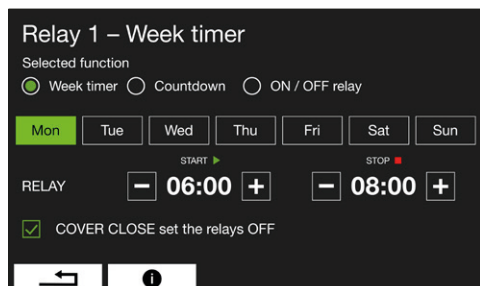 Relay 1 – Week timer
Selected function
Week timer Countdown ON / OFF relay
Mon Tue Wed Thu Fri Sat Sun
START STOP
RELAY − 06:00 + − 08:00 +
COVER CLOSE set the relays OFF